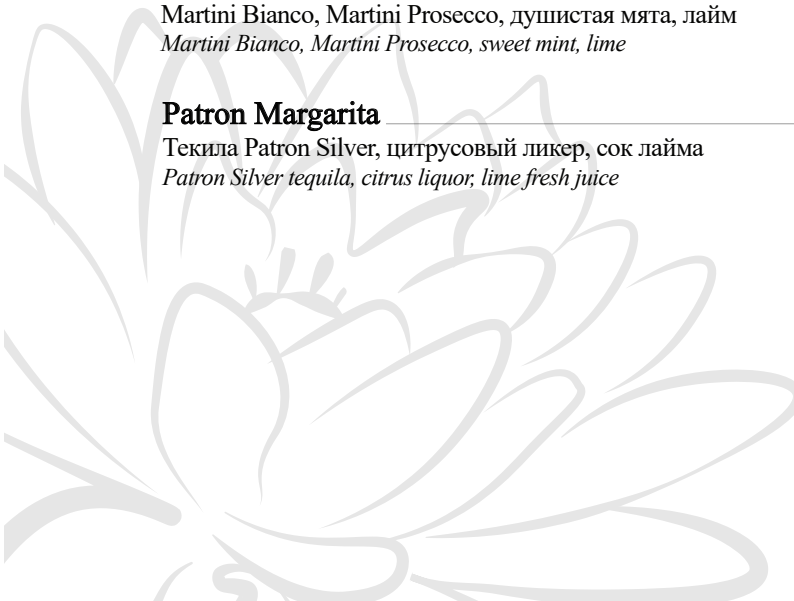 Martini Bianco, Martini Prosecco, душистая мята, лайм
Martini Bianco, Martini Prosecco, sweet mint, lime
Patron Margarita
Текила Patron Silver, цитрусовый ликер, сок лайма
Patron Silver tequila, citrus liquor, lime fresh juice